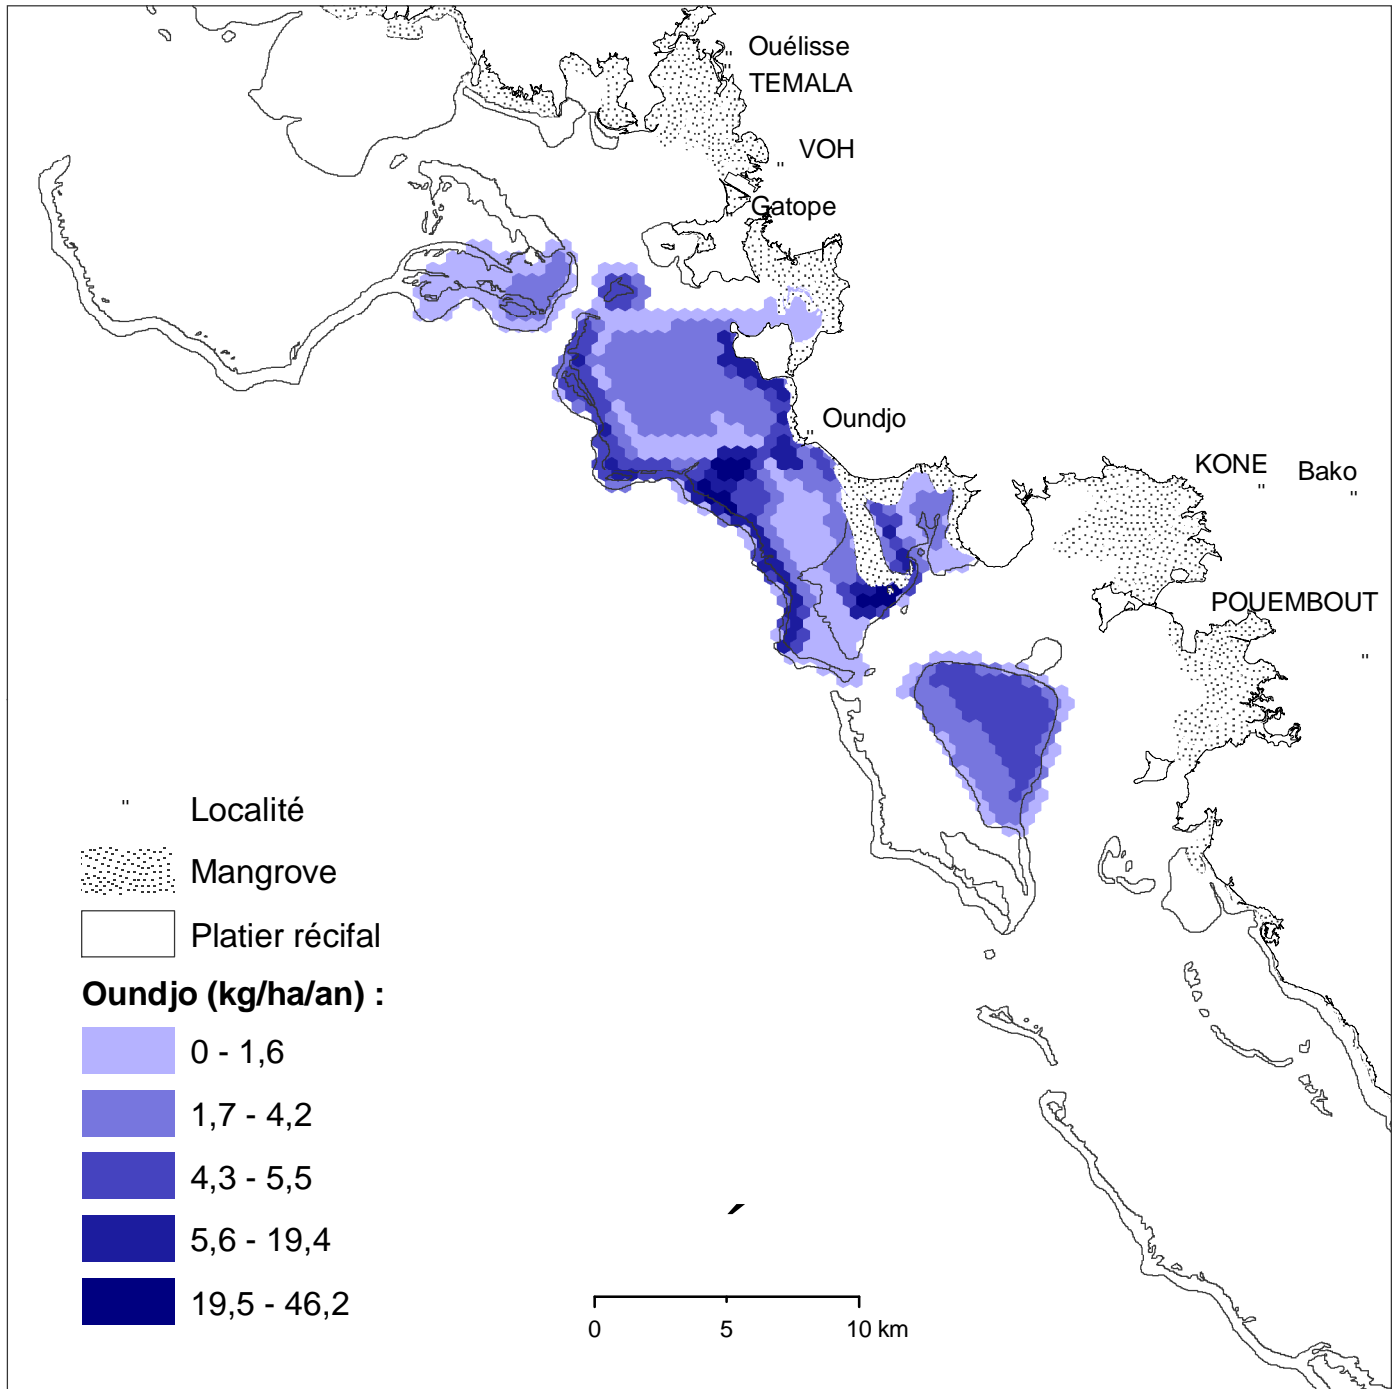 Ouélisse
TEMALA
VOH
Gatope
Oundjo
KONE
Bako
POUEMBOUT
Localité
Mangrove
Platier récifal
Oundjo (kg/ha/an) :
0 - 1,6
1,7 - 4,2
4,3 - 5,5
5,6 - 19,4
19,5 - 46,2
0 5 10 km